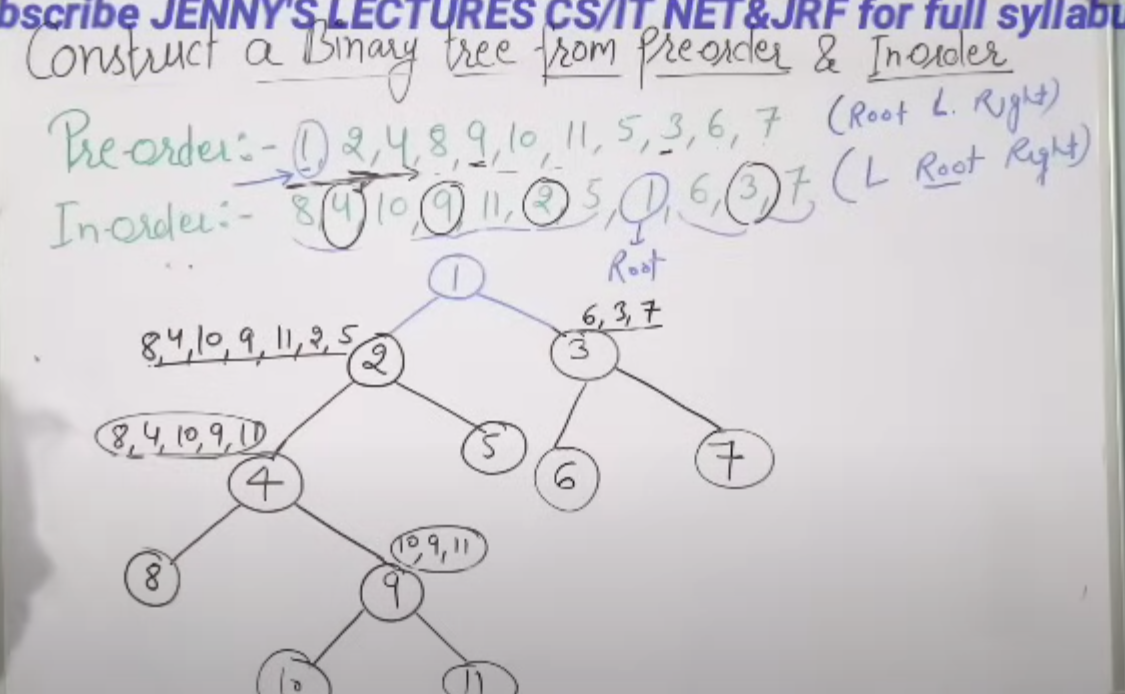 bscribe JENNY'S LECTURES CS/IT NET&JRF for full syllabu
Construct a Binary tree from Preorder & Inorder
Pre-order:- 1, 2, 4, 8, 9, 10, 11, 5, 3, 6, 7 (Root L. Right)
In-order:- 8, 4, 10, 9, 11, 2, 5, 1, 6, 3, 7 (L Root Right)
Root
1
6, 3, 7
8, 4, 10, 9, 11, 2, 5
2
3
8, 4, 10, 9, 11
5
4
6
7
10, 9, 11
8
9
10
11